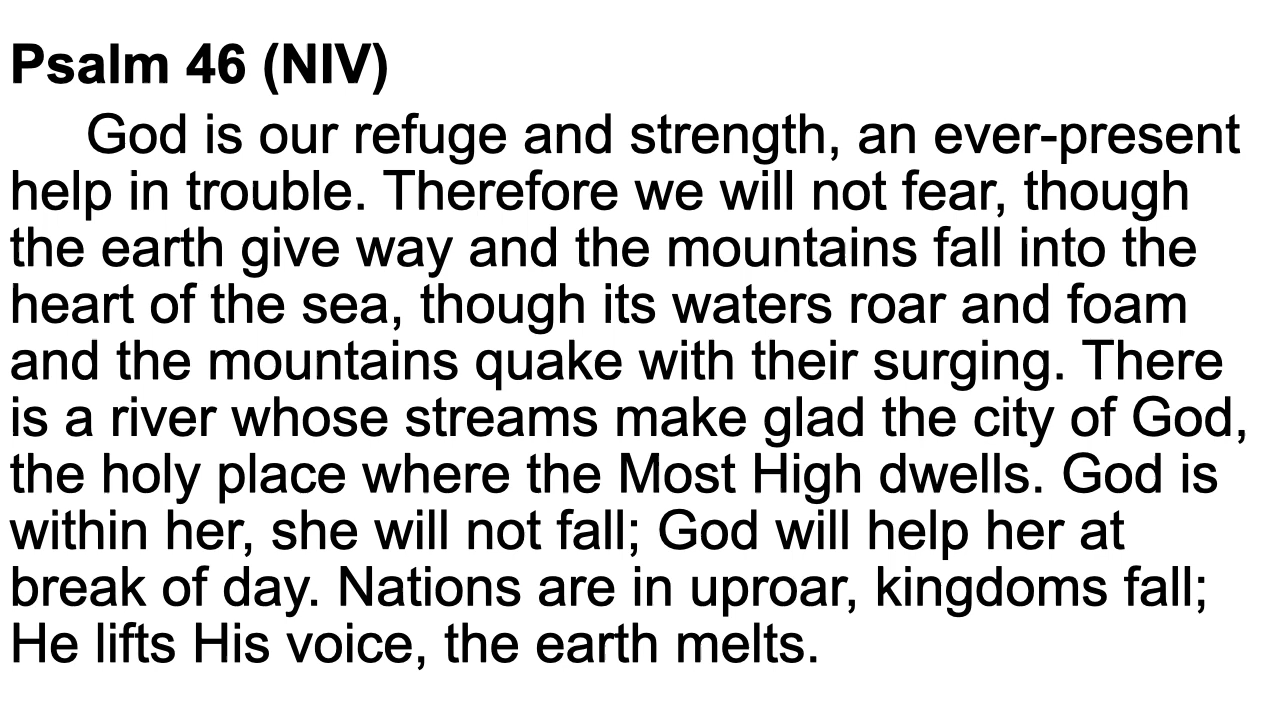 Psalm 46 (NIV)
God is our refuge and strength, an ever-present
help in trouble. Therefore we will not fear, though
the earth give way and the mountains fall into the
heart of the sea, though its waters roar and foam
and the mountains quake with their surging. There
is a river whose streams make glad the city of God,
the holy place where the Most High dwells. God is
within her, she will not fall; God will help her at
break of day. Nations are in uproar, kingdoms fall;
He lifts His voice, the earth melts.